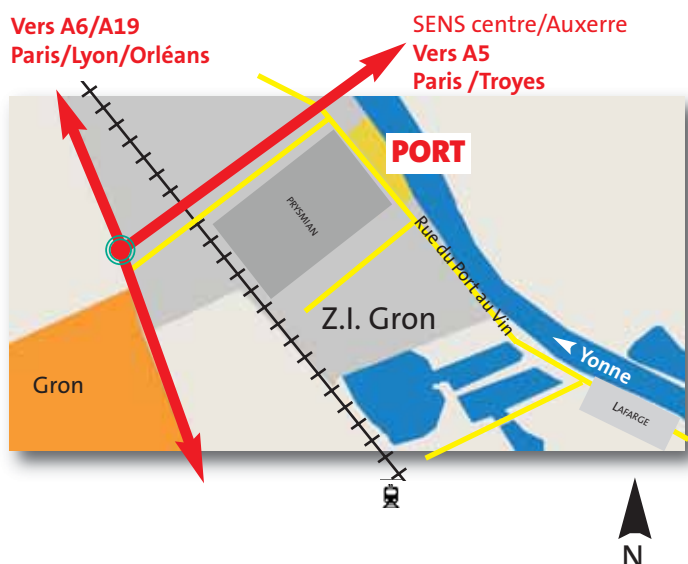 Vers A6/A19
Paris/Lyon/Orléans
SENS centre/Auxerre
Vers A5
Paris /Troyes
PORT
PRYSMIAN
Rue du Port au Vin
Z.I. Gron
Yonne
Gron
LAFARGE
N